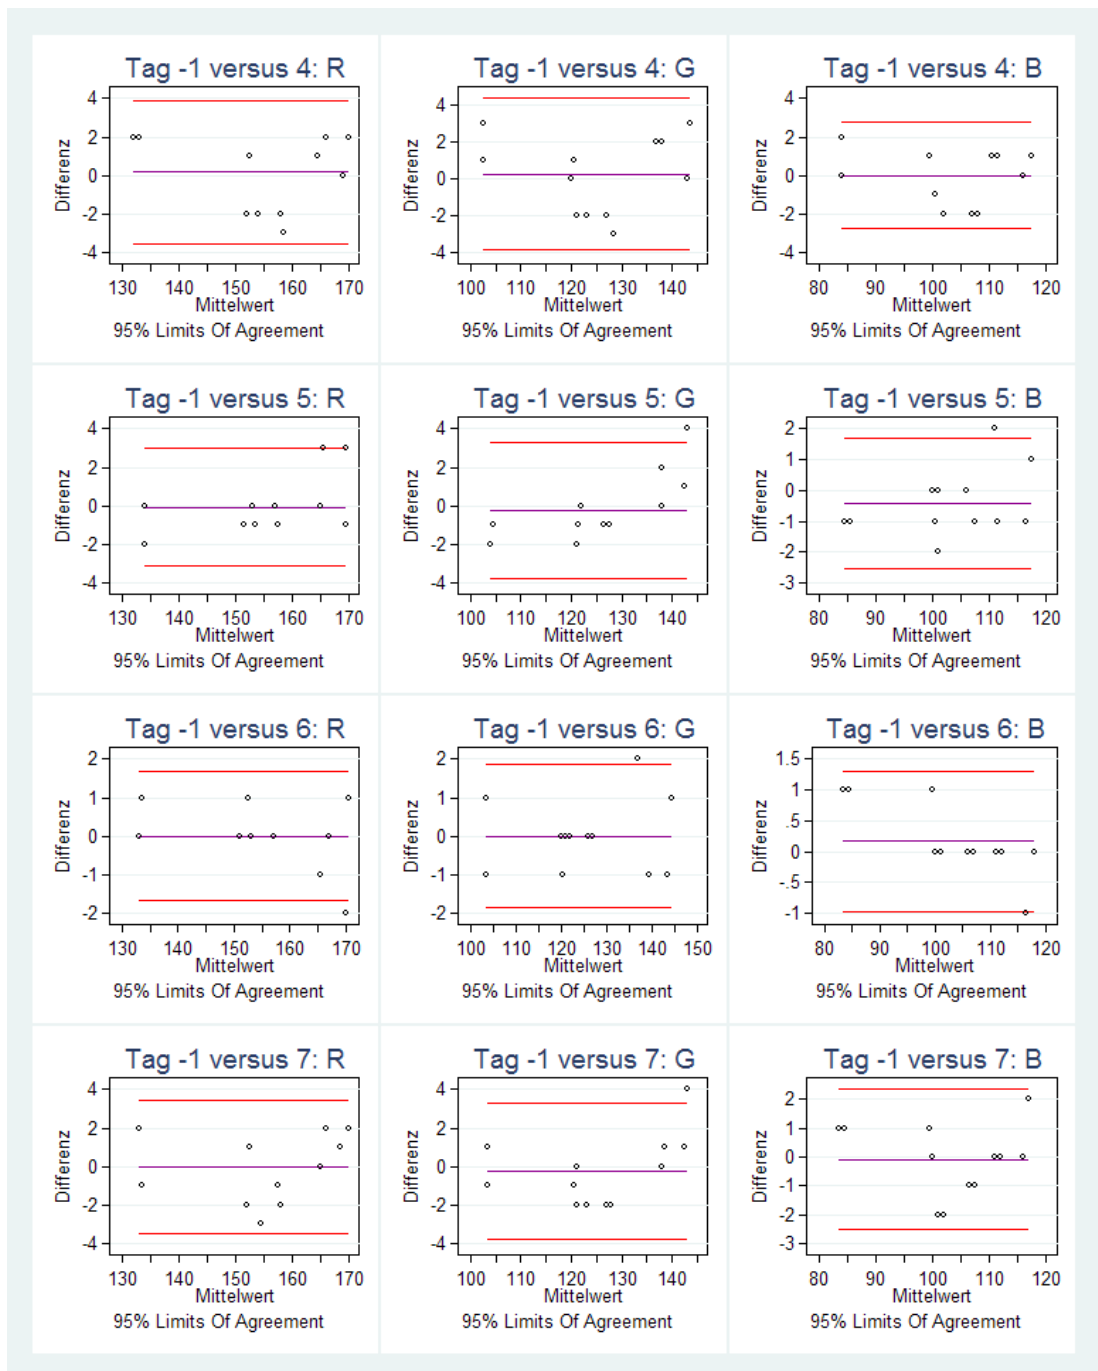 Tag -1 versus 4: R
Differenz
4
2
0
-2
-4
130 140 150 160 170
Mittelwert
95% Limits Of Agreement
Tag -1 versus 4: G
Differenz
4
2
0
-2
-4
100 110 120 130 140
Mittelwert
95% Limits Of Agreement
Tag -1 versus 4: B
Differenz
4
2
0
-2
-4
80 90 100 110 120
Mittelwert
95% Limits Of Agreement
Tag -1 versus 5: R
Differenz
4
2
0
-2
-4
130 140 150 160 170
Mittelwert
95% Limits Of Agreement
Tag -1 versus 5: G
Differenz
4
2
0
-2
-4
100 110 120 130 140
Mittelwert
95% Limits Of Agreement
Tag -1 versus 5: B
Differenz
2
1
0
-1
-2
-3
80 90 100 110 120
Mittelwert
95% Limits Of Agreement
Tag -1 versus 6: R
Differenz
2
1
0
-1
-2
130 140 150 160 170
Mittelwert
95% Limits Of Agreement
Tag -1 versus 6: G
Differenz
2
1
0
-1
-2
100 110 120 130 140 150
Mittelwert
95% Limits Of Agreement
Tag -1 versus 6: B
Differenz
1.5
1
.5
0
-.5
-1
80 90 100 110 120
Mittelwert
95% Limits Of Agreement
Tag -1 versus 7: R
Differenz
4
2
0
-2
-4
130 140 150 160 170
Mittelwert
95% Limits Of Agreement
Tag -1 versus 7: G
Differenz
4
2
0
-2
-4
100 110 120 130 140
Mittelwert
95% Limits Of Agreement
Tag -1 versus 7: B
Differenz
2
1
0
-1
-2
-3
80 90 100 110 120
Mittelwert
95% Limits Of Agreement